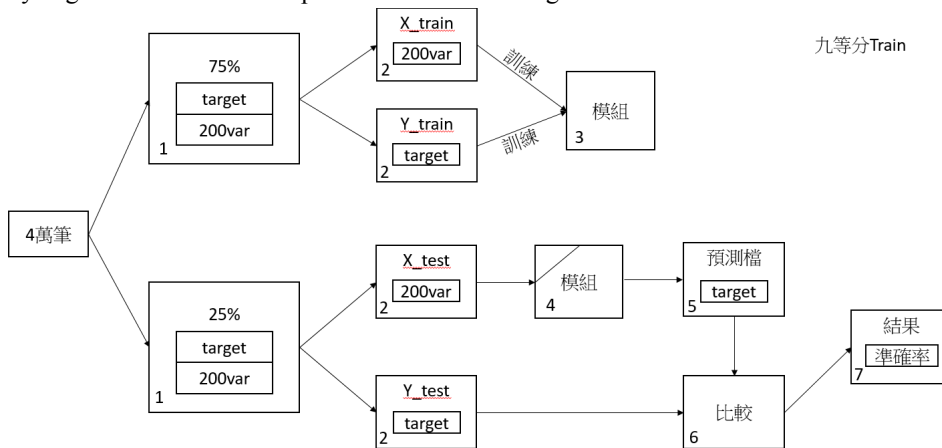 X_train
200var
2
九等分Train
75%
target
200var
1
訓練
模組
3
Y_train
target
2
訓練
4萬筆
X_test
200var
2
模組
4
預測檔
target
5
25%
target
200var
1
結果
準確率
7
Y_test
target
2
比較
6